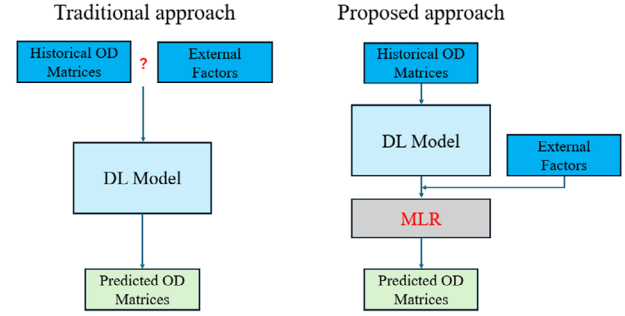 Traditional approach
Historical OD
Matrices
?
External
Factors
DL Model
Predicted OD
Matrices
Proposed approach
Historical OD
Matrices
DL Model
External
Factors
MLR
Predicted OD
Matrices